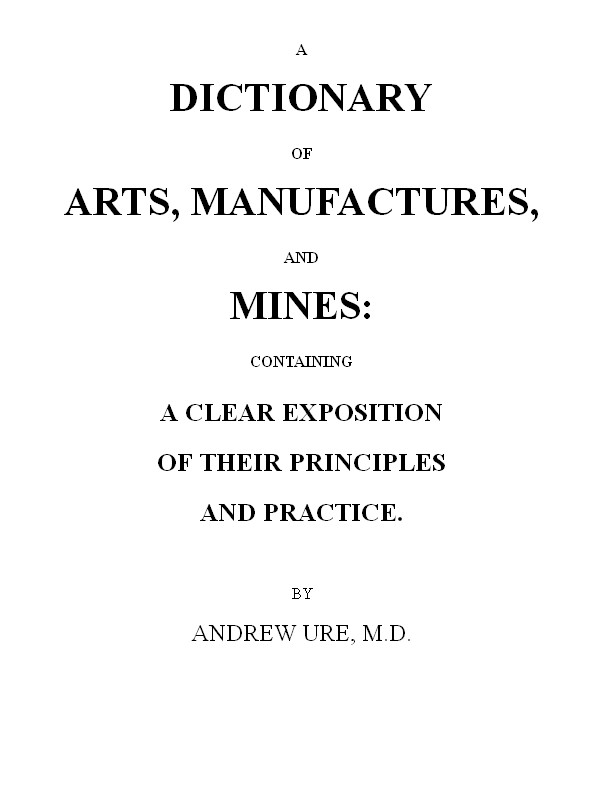 A
DICTIONARY
OF
ARTS, MANUFACTURES,
AND
MINES:
CONTAINING
A CLEAR EXPOSITION
OF THEIR PRINCIPLES
AND PRACTICE.
BY
ANDREW URE, M.D.